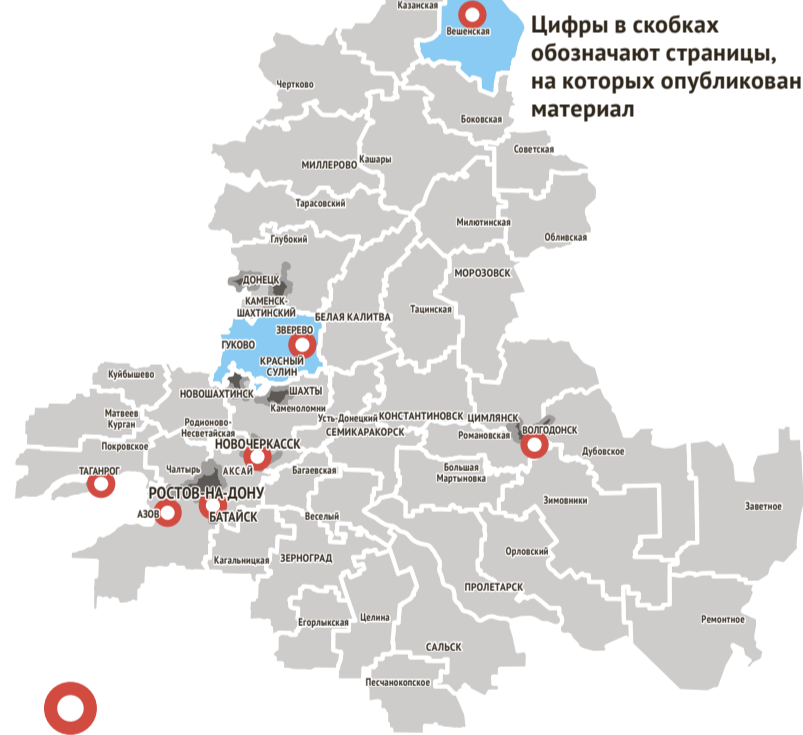 Казанская
Вешенская
Цифры в скобках
обозначают страницы,
на которых опубликован
материал
Чертково
Боковская
Советская
МИЛЛЕРОВО
Кашары
Тарасовский
Милютинская
Обливская
Глубокий
МОРОЗОВСК
ДОНЕЦК
КАМЕНСК-
ШАХТИНСКИЙ
Тацинская
БЕЛАЯ КАЛИТВА
ЗВЕРЕВО
ГУКОВО
КРАСНЫЙ
СУЛИН
Куйбышево
НОВОШАХТИНСК
ШАХТЫ
Каменоломни
Матвеев
Курган
Родионово-
Несветайская
Усть-Донецкий
КОНСТАНТИНОВСК
ЦИМЛЯНСК
СЕМИКАРАКОРСК
Романовская
ВОЛГОДОНСК
Покровское
НОВОЧЕРКАССК
Дубовское
ТАГАНРОГ
Чалтырь
АКСАЙ
Багаевская
Большая
Мартыновка
РОСТОВ-НА-ДОНУ
Зимовники
Заветное
АЗОВ
БАТАЙСК
Веселый
Кагальницкая
ЗЕРНОГРАД
Орловский
ПРОЛЕТАРСК
Егорлыкская
Целина
Ремонтное
САЛЬСК
Песчанокопское